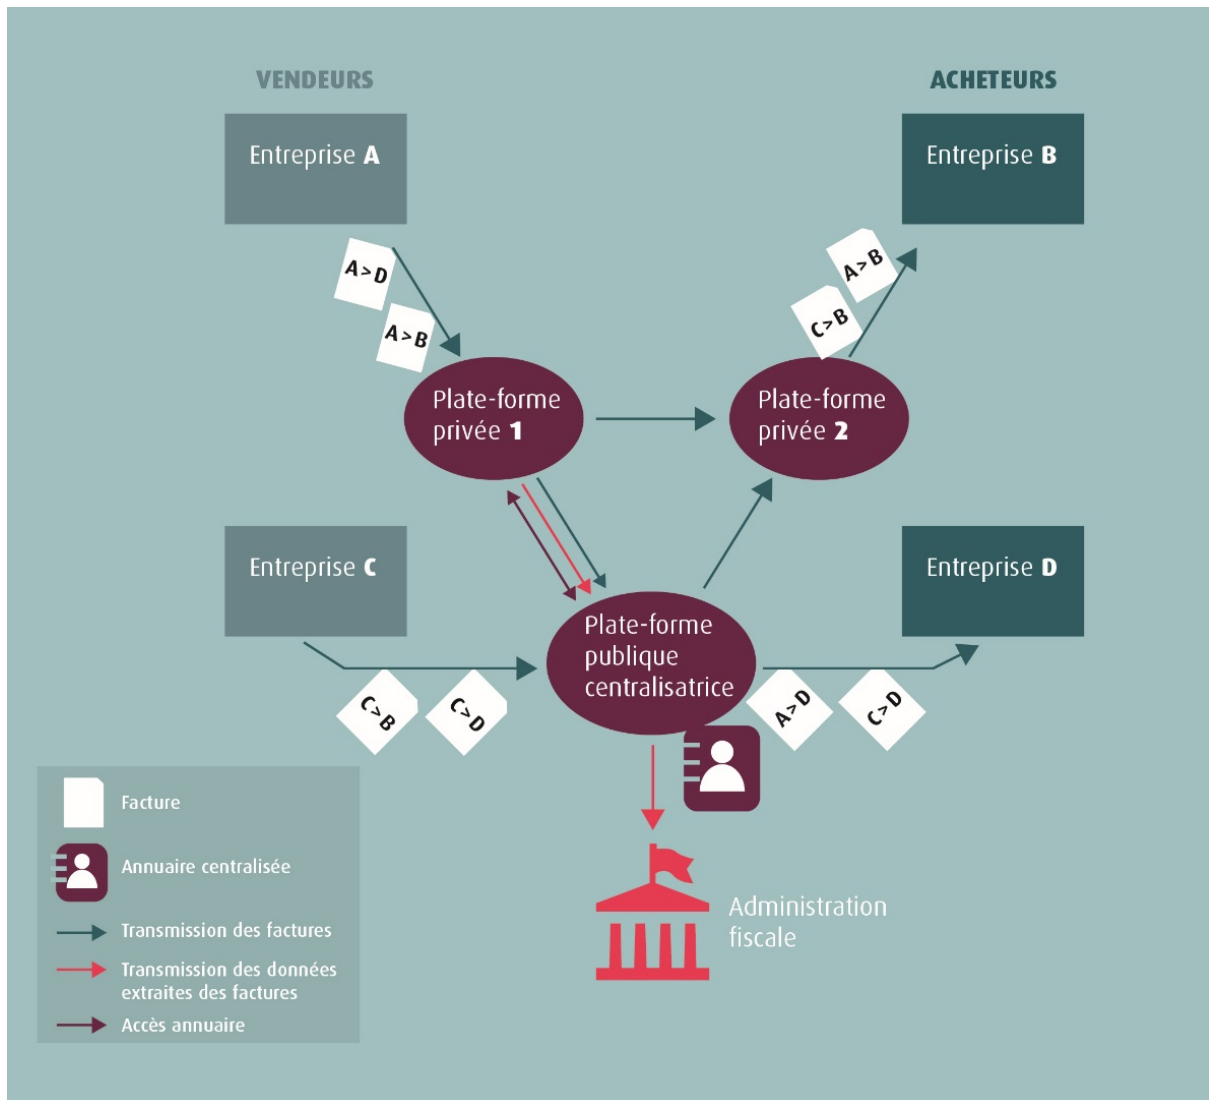 VENDEURS
ACHETEURS
Entreprise A
Entreprise B
A>D
A>B
A>B
C>B
Plate-forme
privée 1
Plate-forme
privée 2
Entreprise C
Entreprise D
Plate-forme
publique
centralisatrice
C>B
C>D
A>D
C>D
Facture
Annuaire centralisée
Transmission des factures
Transmission des données
extraites des factures
Accès annuaire
Administration
fiscale